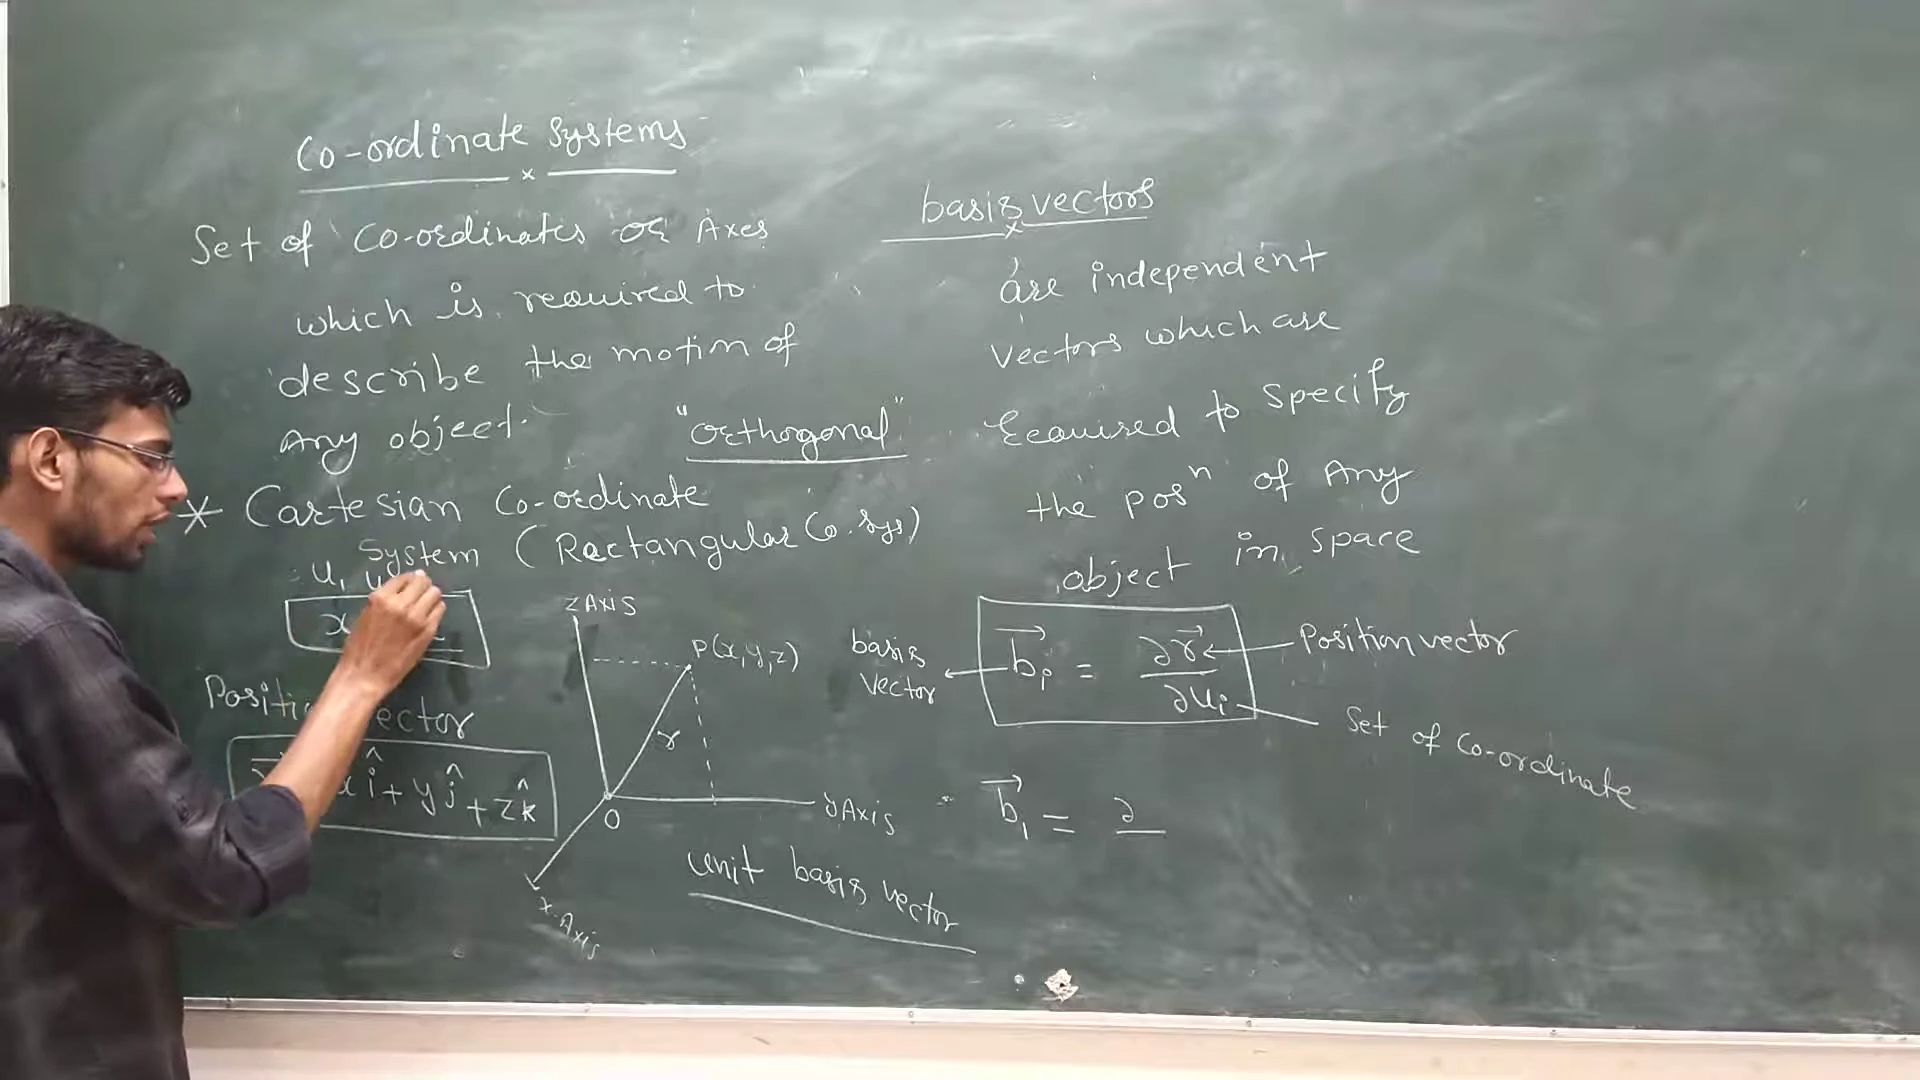 Co-ordinate Systems
Set of Co-ordinates or Axes
which is required to
describe the motion of
any object.
"orthogonal"
* Cartesian Co-ordinate
System (Rectangular Co. sys)
u₁
x
Position vector
x î + y ĵ + z k̂
z Axis
P(x, y, z)
r
O
y Axis
x-Axis
unit basis vector
basis vectors
are independent
vectors which are
required to specify
the posⁿ of Any
object in space
basis vector
b⃗ᵢ = ∂r⃗ / ∂uᵢ
Position vector
Set of Co-ordinate
b⃗₁ = ∂